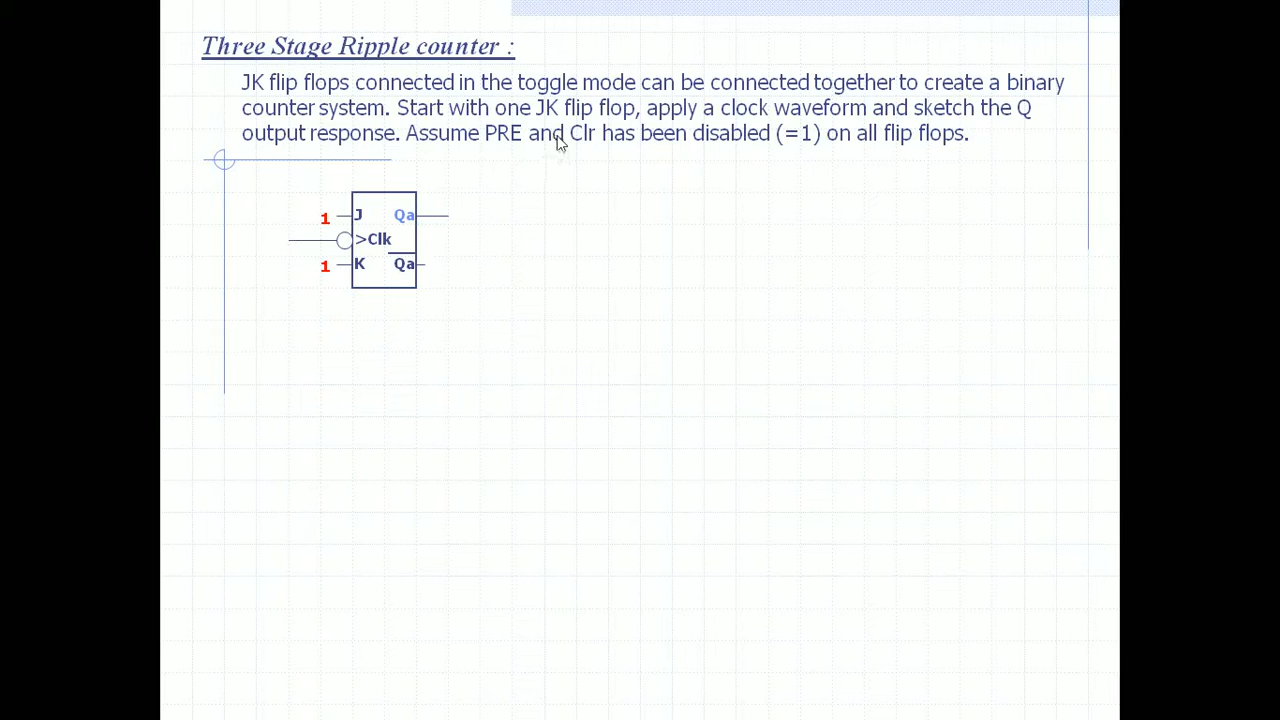 Three Stage Ripple counter :
JK flip flops connected in the toggle mode can be connected together to create a binary
counter system. Start with one JK flip flop, apply a clock waveform and sketch the Q
output response. Assume PRE and Clr has been disabled (=1) on all flip flops.
1 J Qa
>Clk
1 K Qa